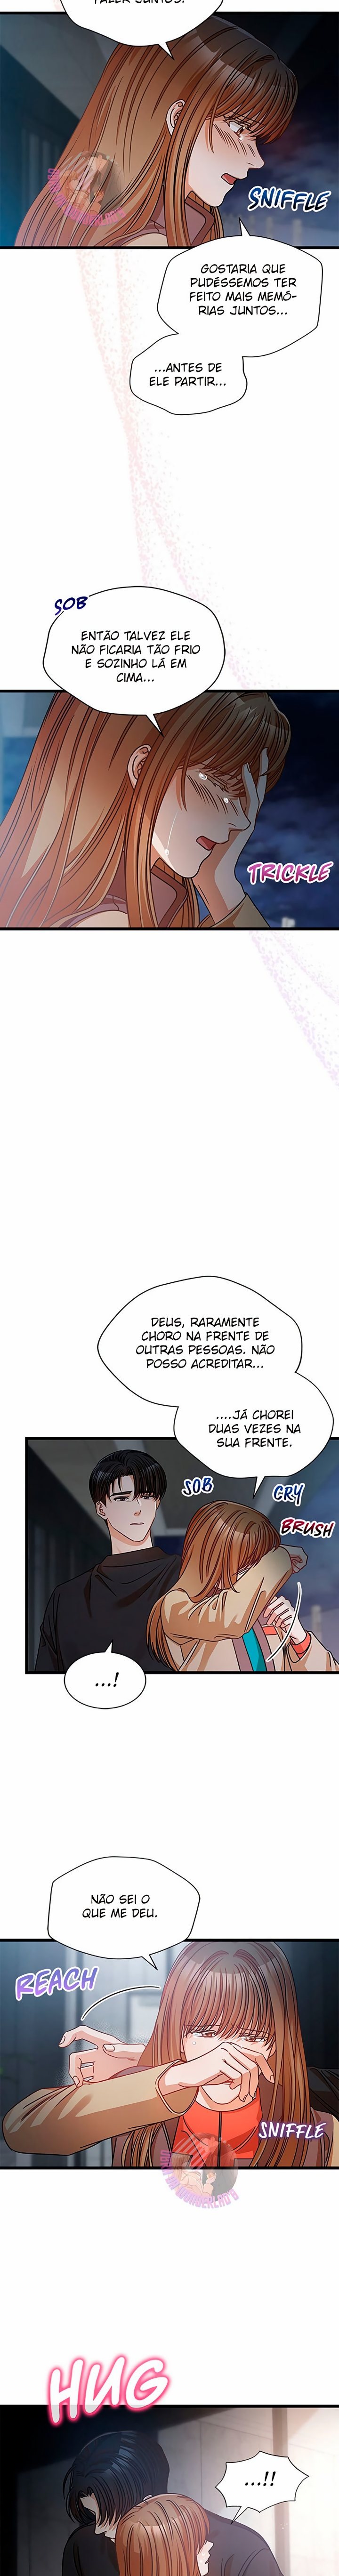 FAZER JUNTOS.
SNIFFLE
GOSTARIA QUE
PUDÉSSEMOS TER
FEITO MAIS MEMÓ-
RIAS JUNTOS...
...ANTES DE
ELE PARTIR...
SOB
ENTÃO TALVEZ ELE
NÃO FICARIA TÃO FRIO
E SOZINHO LÁ EM
CIMA...
TRICKLE
DEUS, RARAMENTE
CHORO NA FRENTE DE
OUTRAS PESSOAS. NÃO
POSSO ACREDITAR...
....JÁ CHOREI
DUAS VEZES NA
SUA FRENTE.
SOB
CRY
BRUSH
...!
NÃO SEI O
QUE ME DEU.
REACH
SNIFFLE
HUG
...!!